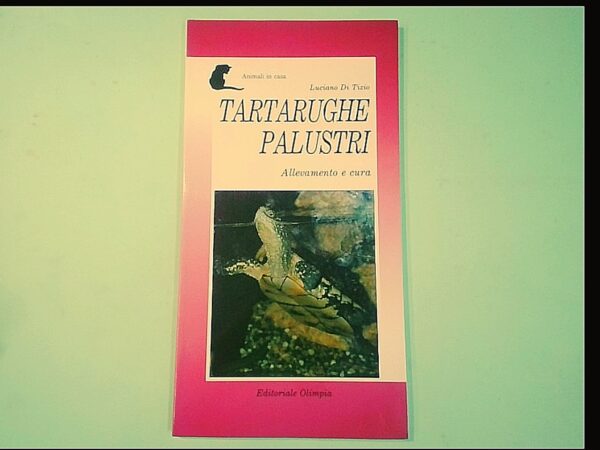 Animali in casa
Luciano Di Tizio
TARTARUGHE
PALUSTRI
Allevamento e cura
Editoriale Olimpia